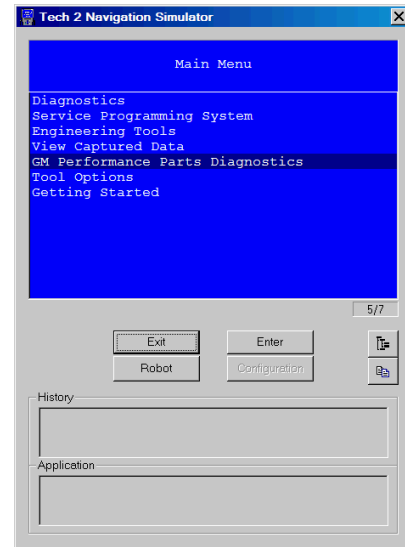 Tech 2 Navigation Simulator
Main Menu
Diagnostics
Service Programming System
Engineering Tools
View Captured Data
GM Performance Parts Diagnostics
Tool Options
Getting Started
5/7
Exit
Enter
Robot
Configuration
History
Application